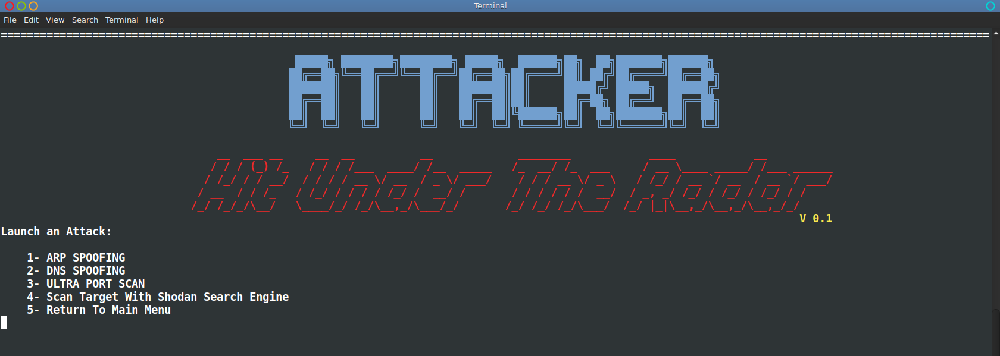 Terminal
File Edit View Search Terminal Help
ATTACKER
Hit Under The Radar
V 0.1
Launch an Attack:
1- ARP SPOOFING
2- DNS SPOOFING
3- ULTRA PORT SCAN
4- Scan Target With Shodan Search Engine
5- Return To Main Menu